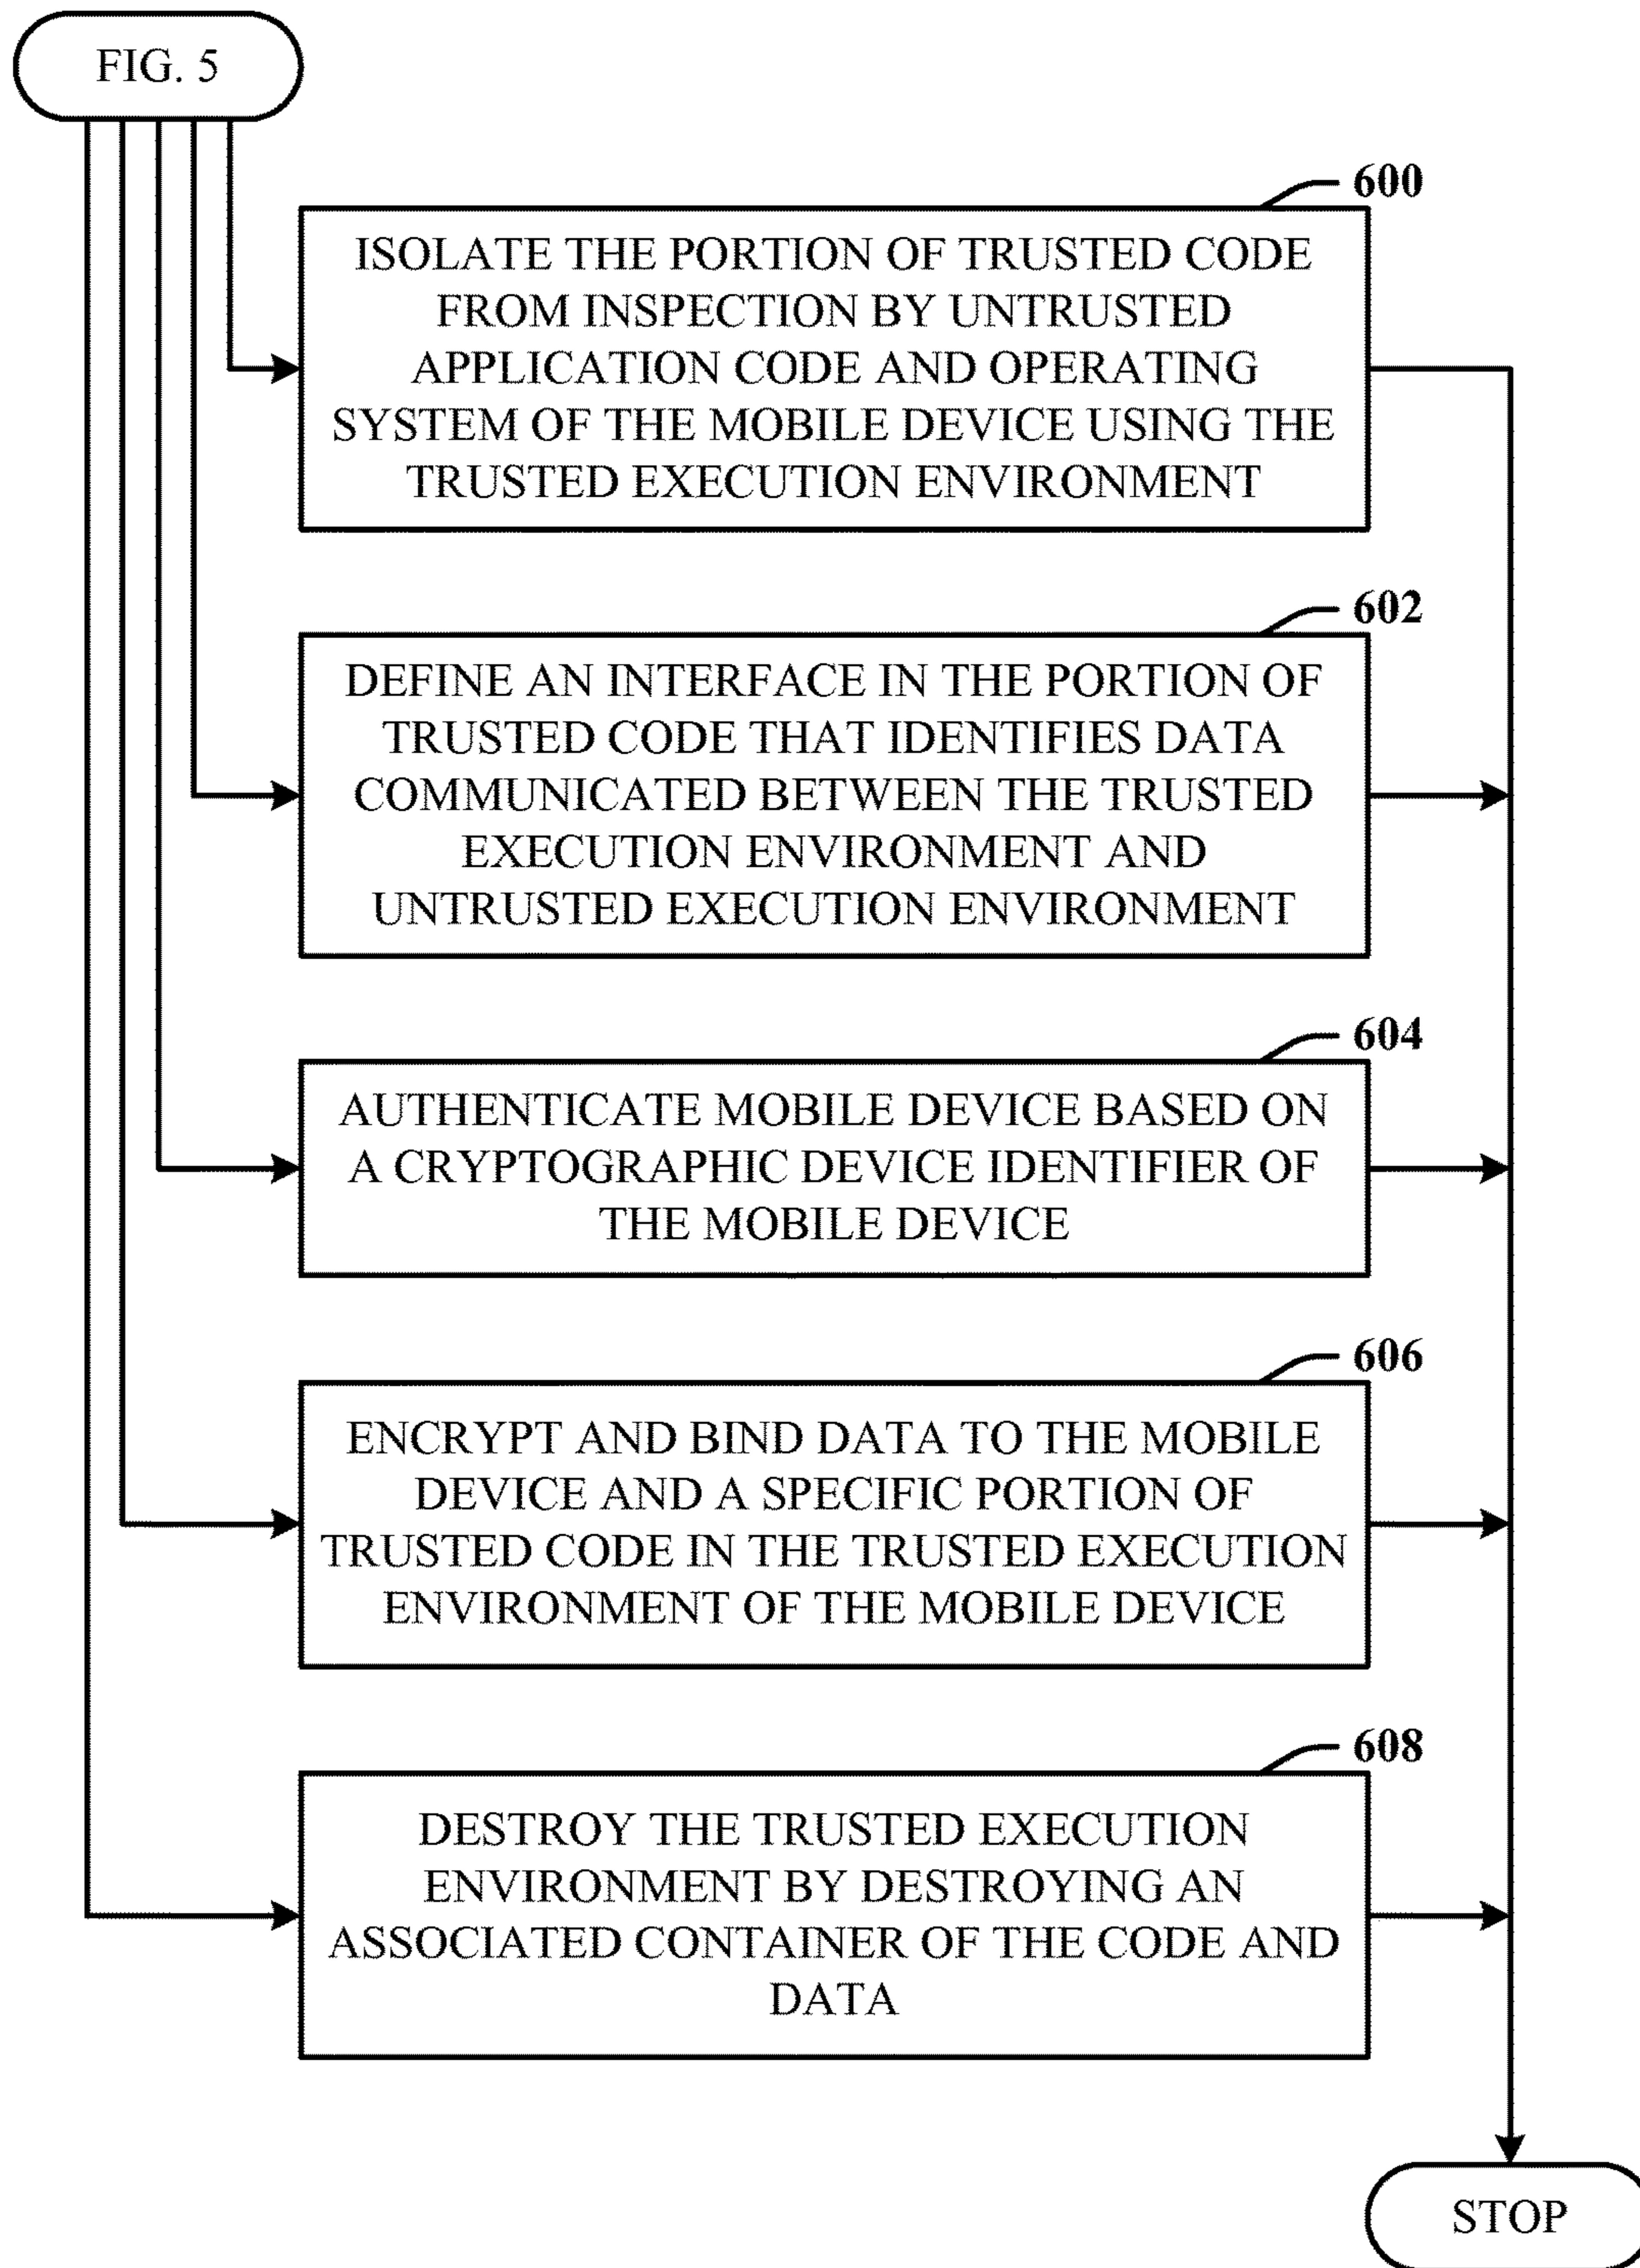 FIG. 5
600
ISOLATE THE PORTION OF TRUSTED CODE
FROM INSPECTION BY UNTRUSTED
APPLICATION CODE AND OPERATING
SYSTEM OF THE MOBILE DEVICE USING THE
TRUSTED EXECUTION ENVIRONMENT
602
DEFINE AN INTERFACE IN THE PORTION OF
TRUSTED CODE THAT IDENTIFIES DATA
COMMUNICATED BETWEEN THE TRUSTED
EXECUTION ENVIRONMENT AND
UNTRUSTED EXECUTION ENVIRONMENT
604
AUTHENTICATE MOBILE DEVICE BASED ON
A CRYPTOGRAPHIC DEVICE IDENTIFIER OF
THE MOBILE DEVICE
606
ENCRYPT AND BIND DATA TO THE MOBILE
DEVICE AND A SPECIFIC PORTION OF
TRUSTED CODE IN THE TRUSTED EXECUTION
ENVIRONMENT OF THE MOBILE DEVICE
608
DESTROY THE TRUSTED EXECUTION
ENVIRONMENT BY DESTROYING AN
ASSOCIATED CONTAINER OF THE CODE AND
DATA
STOP